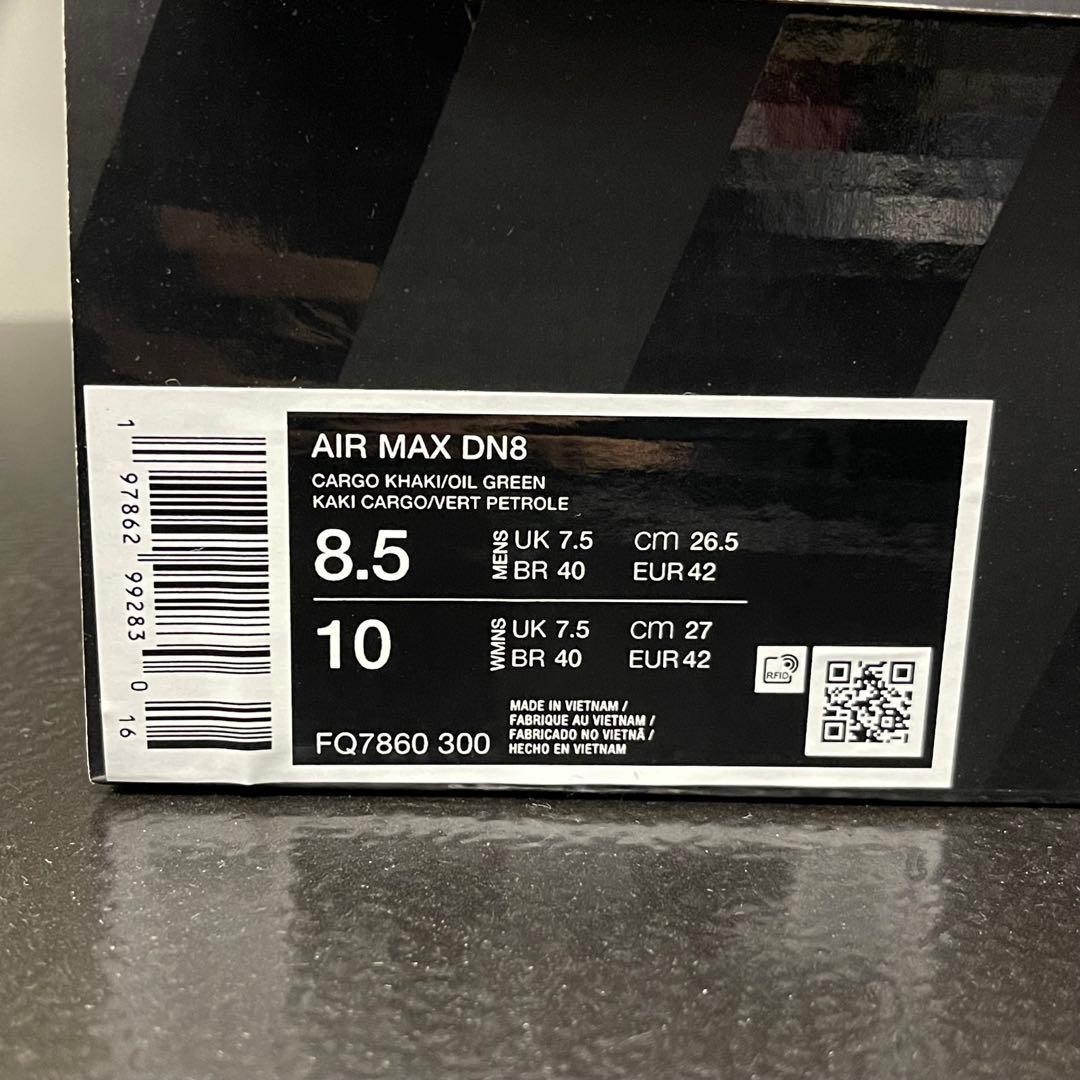 AIR MAX DN8
CARGO KHAKI/OIL GREEN
KAKI CARGO/VERT PETROLE
8.5 MENS UK 7.5 cm 26.5
BR 40 EUR 42
10 WMNS UK 7.5 cm 27
BR 40 EUR 42
FQ7860 300
MADE IN VIETNAM /
FABRIQUE AU VIETNAM /
FABRICADO NO VIETNÃ /
HECHO EN VIETNAM
RFID
1 97862 99283 0 16